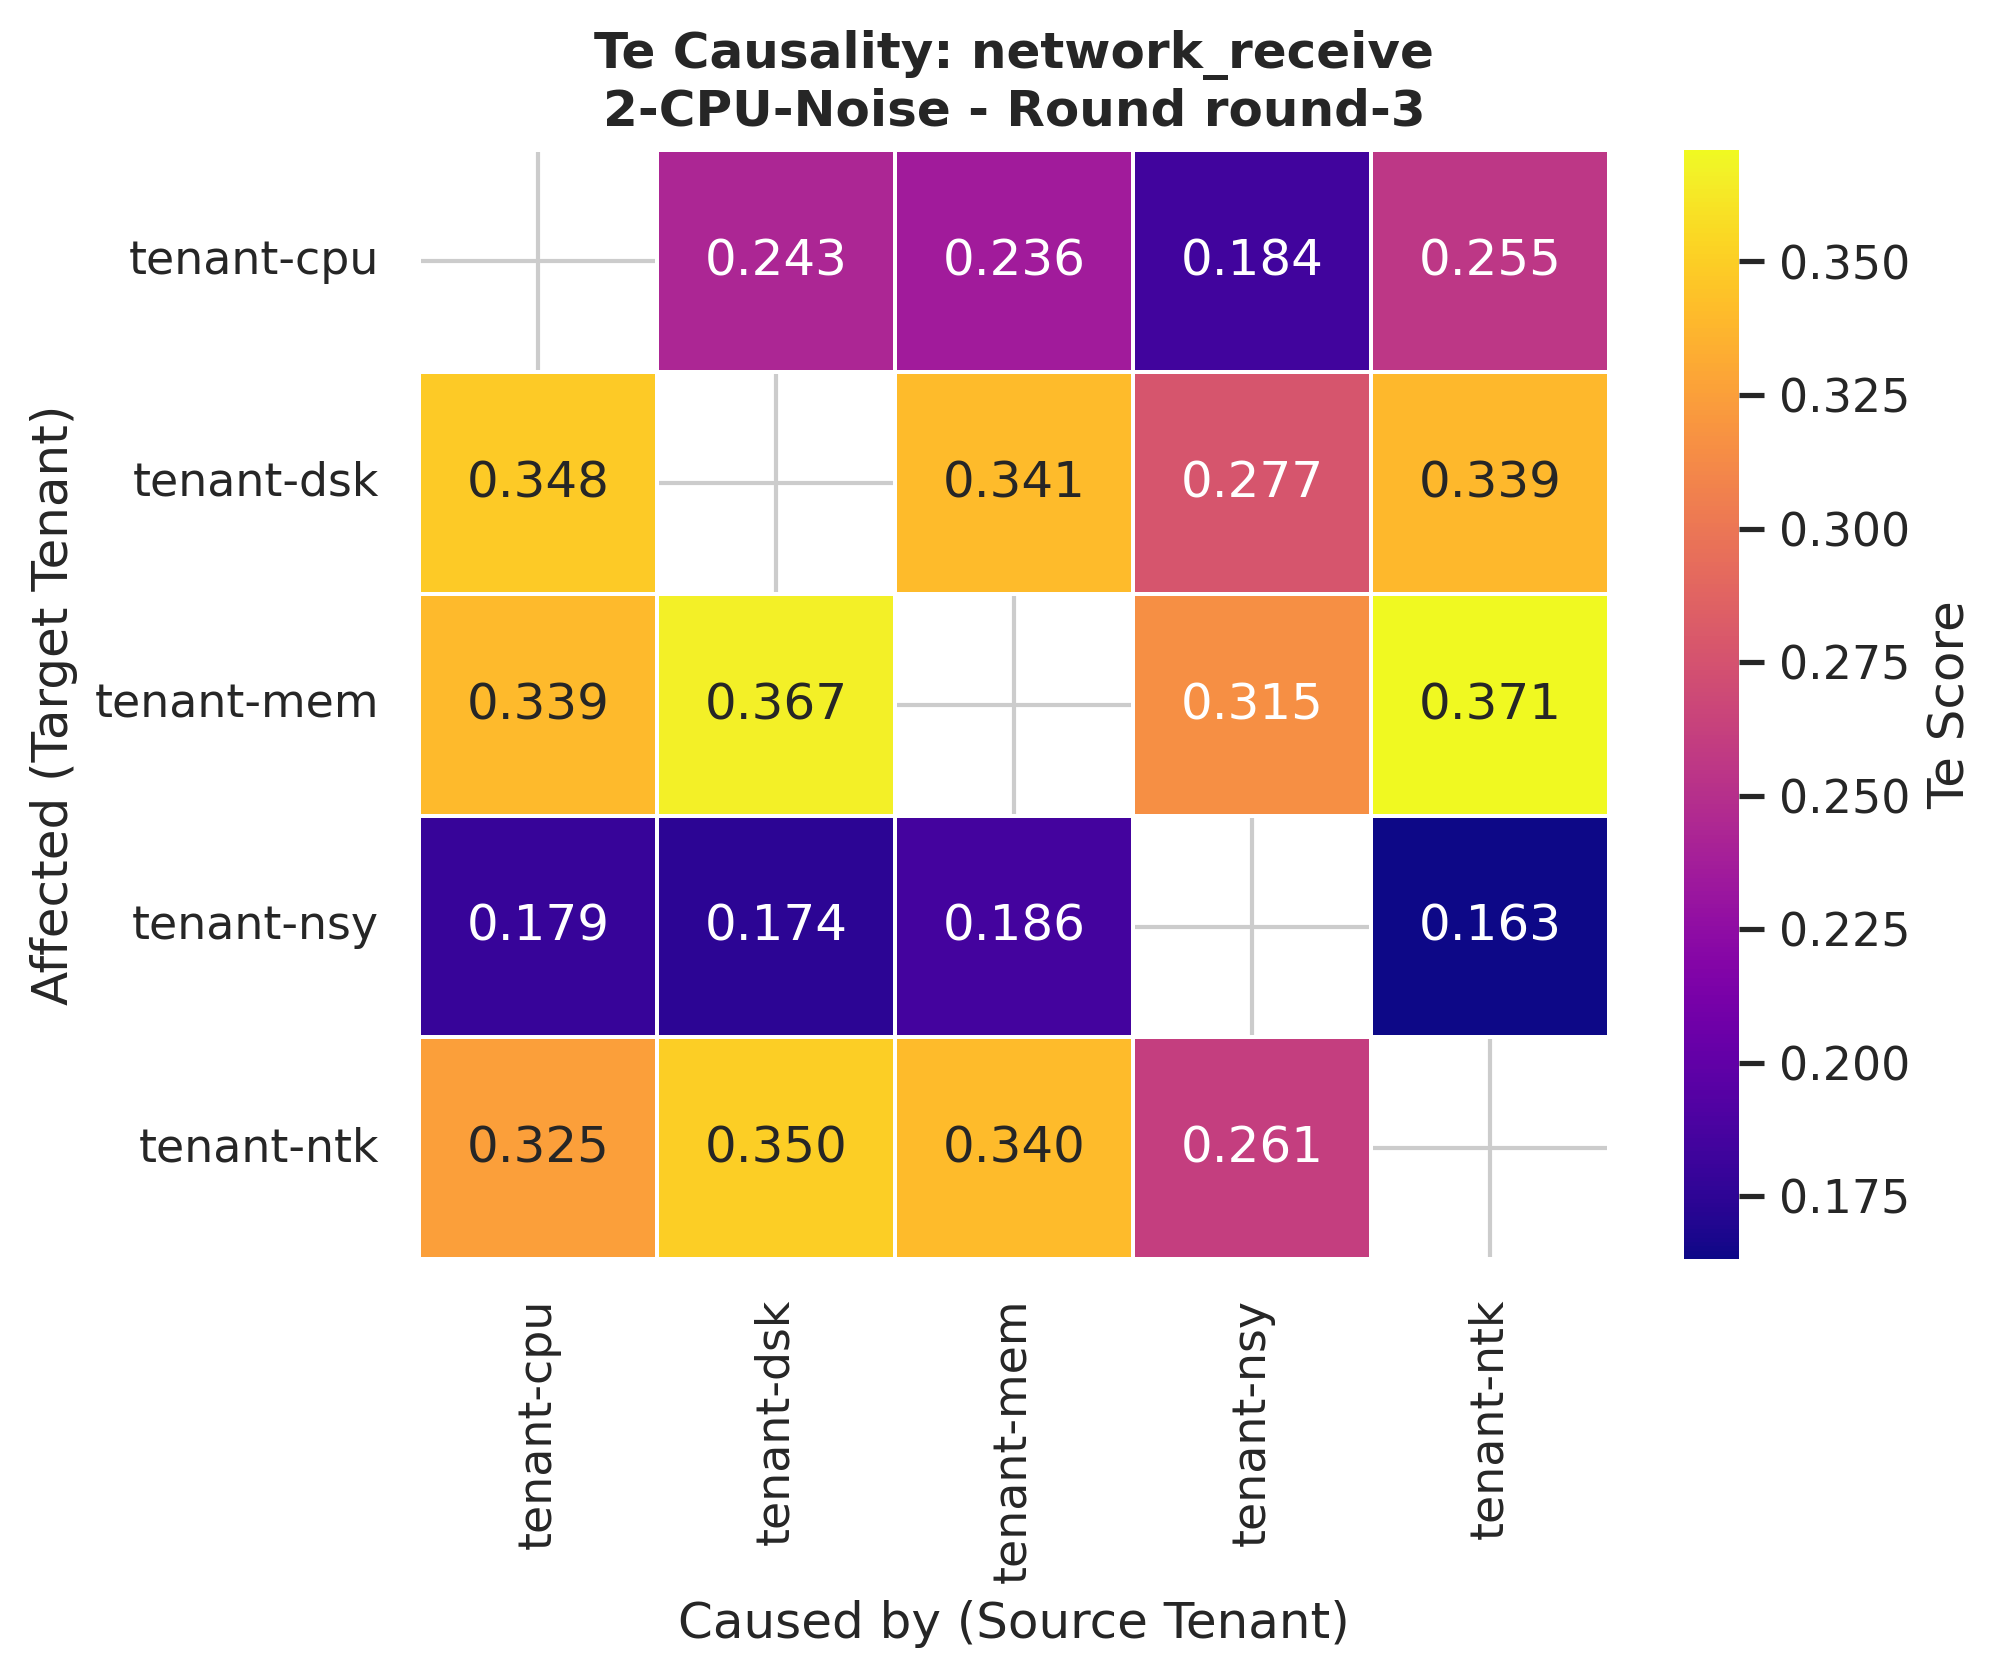 Te Causality: network_receive
2-CPU-Noise - Round round-3
Affected (Target Tenant)
tenant-cpu 0.243 0.236 0.184 0.255
tenant-dsk 0.348 0.341 0.277 0.339
tenant-mem 0.339 0.367 0.315 0.371
tenant-nsy 0.179 0.174 0.186 0.163
tenant-ntk 0.325 0.350 0.340 0.261
tenant-cpu
tenant-dsk
tenant-mem
tenant-nsy
tenant-ntk
Caused by (Source Tenant)
0.350
0.325
0.300
0.275
0.250
0.225
0.200
0.175
Te Score